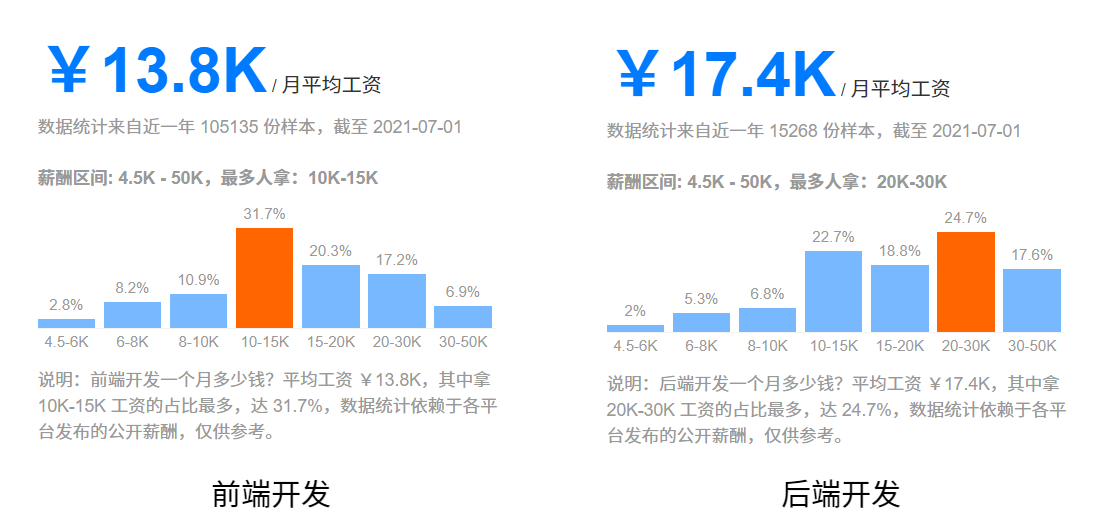 ￥13.8K / 月平均工资
数据统计来自近一年 105135 份样本，截至 2021-07-01
薪酬区间: 4.5K - 50K，最多人拿：10K-15K
31.7%
20.3%
17.2%
10.9%
8.2%
6.9%
2.8%
4.5-6K 6-8K 8-10K 10-15K 15-20K 20-30K 30-50K
说明：前端开发一个月多少钱？平均工资 ￥13.8K，其中拿
10K-15K 工资的占比最多，达 31.7%，数据统计依赖于各平
台发布的公开薪酬，仅供参考。
前端开发
￥17.4K / 月平均工资
数据统计来自近一年 15268 份样本，截至 2021-07-01
薪酬区间: 4.5K - 50K，最多人拿：20K-30K
24.7%
22.7%
18.8%
17.6%
6.8%
5.3%
2%
4.5-6K 6-8K 8-10K 10-15K 15-20K 20-30K 30-50K
说明：后端开发一个月多少钱？平均工资 ￥17.4K，其中拿
20K-30K 工资的占比最多，达 24.7%，数据统计依赖于各平
台发布的公开薪酬，仅供参考。
后端开发